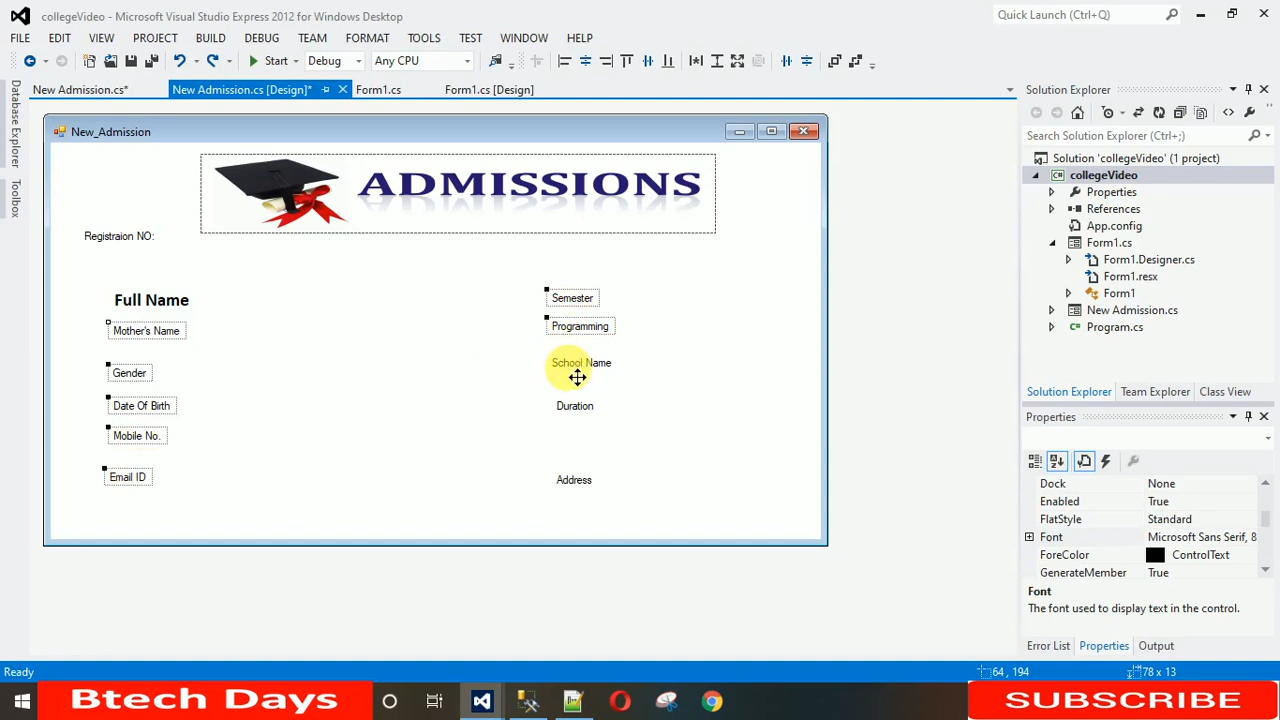 collegeVideo - Microsoft Visual Studio Express 2012 for Windows Desktop
Quick Launch (Ctrl+Q)
FILE EDIT VIEW PROJECT BUILD DEBUG TEAM FORMAT TOOLS TEST WINDOW HELP
Start Debug Any CPU
New Admission.cs* New Admission.cs [Design]* Form1.cs Form1.cs [Design]
Database Explorer
Toolbox
New_Admission
ADMISSIONS
Registraion NO:
Full Name
Mother's Name
Gender
Date Of Birth
Mobile No.
Email ID
Semester
Programming
School Name
Duration
Address
Solution Explorer
Search Solution Explorer (Ctrl+;)
Solution 'collegeVideo' (1 project)
collegeVideo
Properties
References
App.config
Form1.cs
Form1.Designer.cs
Form1.resx
Form1
New Admission.cs
Program.cs
Solution Explorer Team Explorer Class View
Properties
Dock None
Enabled True
FlatStyle Standard
Font Microsoft Sans Serif, 8
ForeColor ControlText
GenerateMember True
Font
The font used to display text in the control.
Error List Properties Output
Ready 64 , 194 78 x 13
Btech Days
SUBSCRIBE